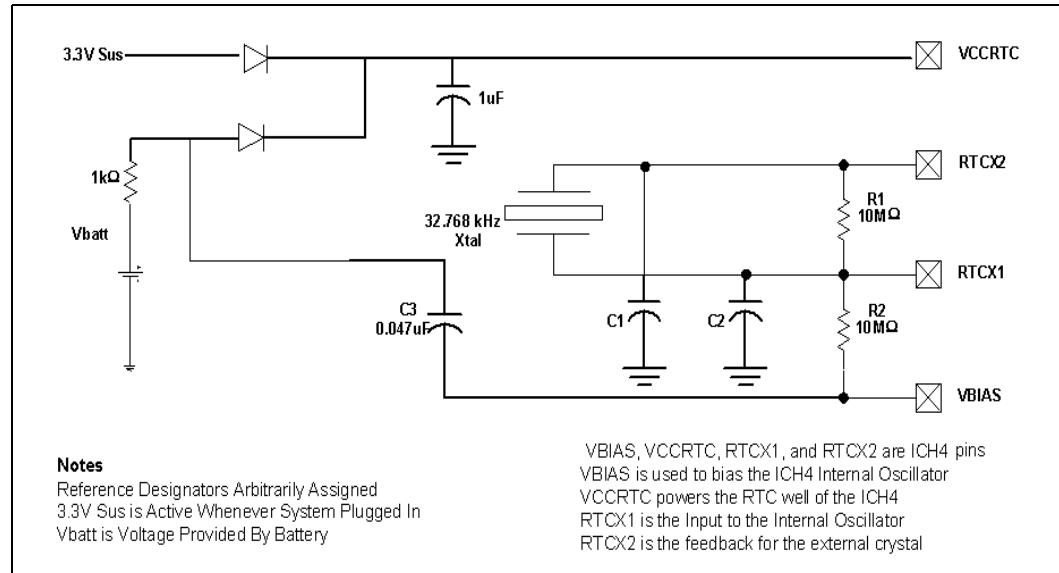 3.3V Sus
VCCRTC
1uF
RTCX2
1kΩ
R1
10MΩ
32.768 kHz
Xtal
Vbatt
RTCX1
C3
0.047uF
C1
C2
R2
10MΩ
VBIAS
Notes
Reference Designators Arbitrarily Assigned
3.3V Sus is Active Whenever System Plugged In
Vbatt is Voltage Provided By Battery
VBIAS, VCCRTC, RTCX1, and RTCX2 are ICH4 pins
VBIAS is used to bias the ICH4 Internal Oscillator
VCCRTC powers the RTC well of the ICH4
RTCX1 is the Input to the Internal Oscillator
RTCX2 is the feedback for the external crystal